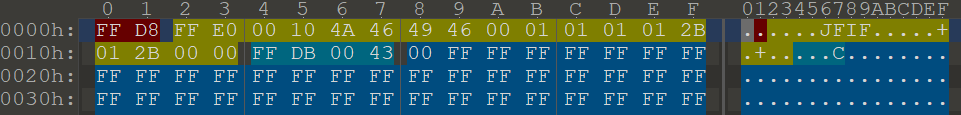 0 1 2 3 4 5 6 7 8 9 A B C D E F 0123456789ABCDEF
0000h: FF D8 FF E0 00 10 4A 46 49 46 00 01 01 01 01 2B ......JFIF.....+
0010h: 01 2B 00 00 FF DB 00 43 00 FF FF FF FF FF FF FF .+.....C........
0020h: FF FF FF FF FF FF FF FF FF FF FF FF FF FF FF FF ................
0030h: FF FF FF FF FF FF FF FF FF FF FF FF FF FF FF FF ................